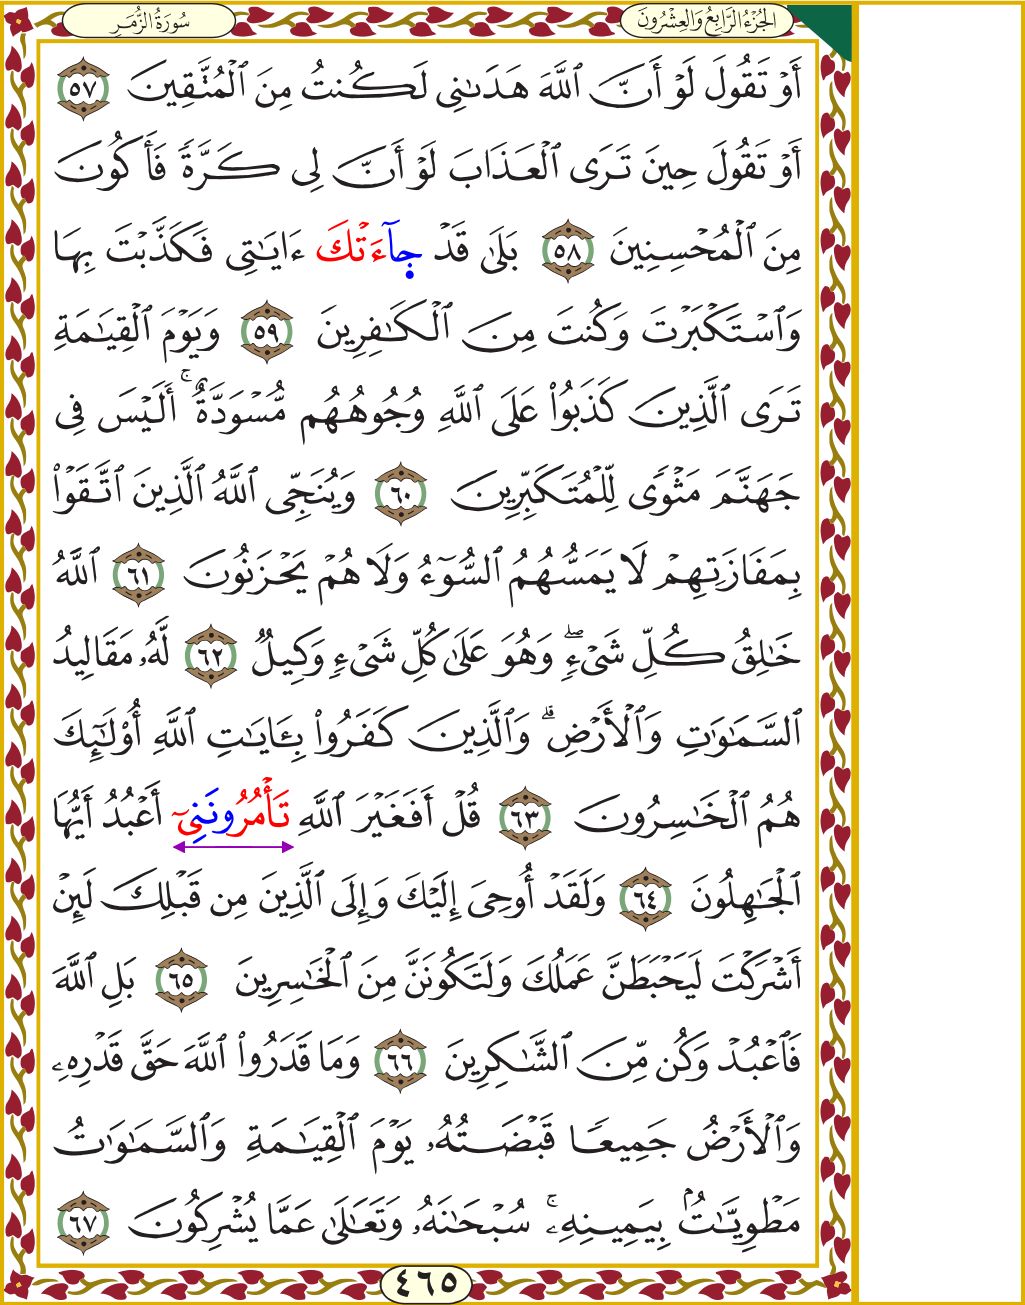 الجُزْءُ الرَّابِعُ وَالعِشْرُونَ
سُورَةُ الزُّمَرِ
أَوْ تَقُولَ لَوْ أَنَّ ٱللَّهَ هَدَىٰنِى لَكُنتُ مِنَ ٱلْمُتَّقِينَ ٥٧
أَوْ تَقُولَ حِينَ تَرَى ٱلْعَذَابَ لَوْ أَنَّ لِى كَرَّةً فَأَكُونَ
مِنَ ٱلْمُحْسِنِينَ ٥٨ بَلَىٰ قَدْ جَآءَتْكَ ءَايَٰتِى فَكَذَّبْتَ بِهَا
وَٱسْتَكْبَرْتَ وَكُنتَ مِنَ ٱلْكَٰفِرِينَ ٥٩ وَيَوْمَ ٱلْقِيَٰمَةِ
تَرَى ٱلَّذِينَ كَذَبُوا۟ عَلَى ٱللَّهِ وُجُوهُهُم مُّسْوَدَّةٌ ۚ أَلَيْسَ فِى
جَهَنَّمَ مَثْوًى لِّلْمُتَكَبِّرِينَ ٦٠ وَيُنَجِّى ٱللَّهُ ٱلَّذِينَ ٱتَّقَوْا۟
بِمَفَازَتِهِمْ لَا يَمَسُّهُمُ ٱلسُّوٓءُ وَلَا هُمْ يَحْزَنُونَ ٦١ ٱللَّهُ
خَٰلِقُ كُلِّ شَىْءٍ ۖ وَهُوَ عَلَىٰ كُلِّ شَىْءٍ وَكِيلٌ ٦٢ لَّهُۥ مَقَالِيدُ
ٱلسَّمَٰوَٰتِ وَٱلْأَرْضِ ۗ وَٱلَّذِينَ كَفَرُوا۟ بِـَٔايَٰتِ ٱللَّهِ أُو۟لَٰٓئِكَ
هُمُ ٱلْخَٰسِرُونَ ٦٣ قُلْ أَفَغَيْرَ ٱللَّهِ تَأْمُرُونَنِىٓ أَعْبُدُ أَيُّهَا
ٱلْجَٰهِلُونَ ٦٤ وَلَقَدْ أُوحِىَ إِلَيْكَ وَإِلَى ٱلَّذِينَ مِن قَبْلِكَ لَئِنْ
أَشْرَكْتَ لَيَحْبَطَنَّ عَمَلُكَ وَلَتَكُونَنَّ مِنَ ٱلْخَٰسِرِينَ ٦٥ بَلِ ٱللَّهَ
فَٱعْبُدْ وَكُن مِّنَ ٱلشَّٰكِرِينَ ٦٦ وَمَا قَدَرُوا۟ ٱللَّهَ حَقَّ قَدْرِهِۦ
وَٱلْأَرْضُ جَمِيعًا قَبْضَتُهُۥ يَوْمَ ٱلْقِيَٰمَةِ وَٱلسَّمَٰوَٰتُ
مَطْوِيَّٰتٌۢ بِيَمِينِهِۦ ۚ سُبْحَٰنَهُۥ وَتَعَٰلَىٰ عَمَّا يُشْرِكُونَ ٦٧
٤٦٥